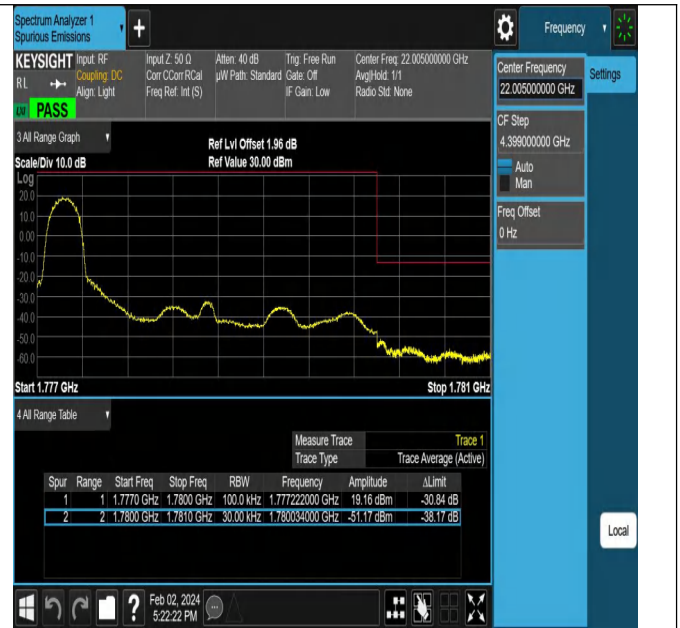 Spectrum Analyzer 1
Spurious Emissions
+
Frequency
KEYSIGHT Input: RF Input Z: 50 Ω Atten: 40 dB Trig: Free Run Center Freq: 22.005000000 GHz
RL Coupling: DC Corr CCorr RCal µW Path: Standard Gate: Off Avg|Hold: 1/1
Align: Light Freq Ref: Int (S) IF Gain: Low Radio Std: None
PASS
Center Frequency
22.005000000 GHz
Settings
CF Step
4.399000000 GHz
Auto
Man
Freq Offset
0 Hz
3 All Range Graph
Ref Lvl Offset 1.96 dB
Scale/Div 10.0 dB Ref Value 30.00 dBm
Log
20.0
10.0
0.00
-10.0
-20.0
-30.0
-40.0
-50.0
-60.0
Start 1.777 GHz Stop 1.781 GHz
4 All Range Table
Measure Trace Trace 1
Trace Type Trace Average (Active)
Spur Range Start Freq Stop Freq RBW Frequency Amplitude ΔLimit
1 1 1.7770 GHz 1.7800 GHz 100.0 kHz 1.777222000 GHz 19.16 dBm -30.84 dB
2 2 1.7800 GHz 1.7810 GHz 30.00 kHz 1.780034000 GHz -51.17 dBm -38.17 dB
Local
? Feb 02, 2024
5:22:22 PM